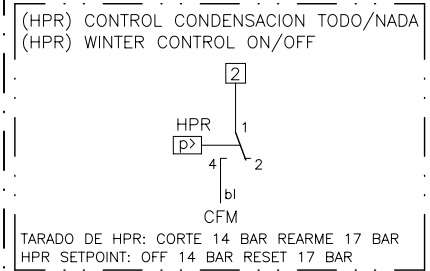 (HPR) CONTROL CONDENSACION TODO/NADA
(HPR) WINTER CONTROL ON/OFF
2
HPR
1
p>
4
2
bl
CFM
TARADO DE HPR: CORTE 14 BAR REARME 17 BAR
HPR SETPOINT: OFF 14 BAR RESET 17 BAR